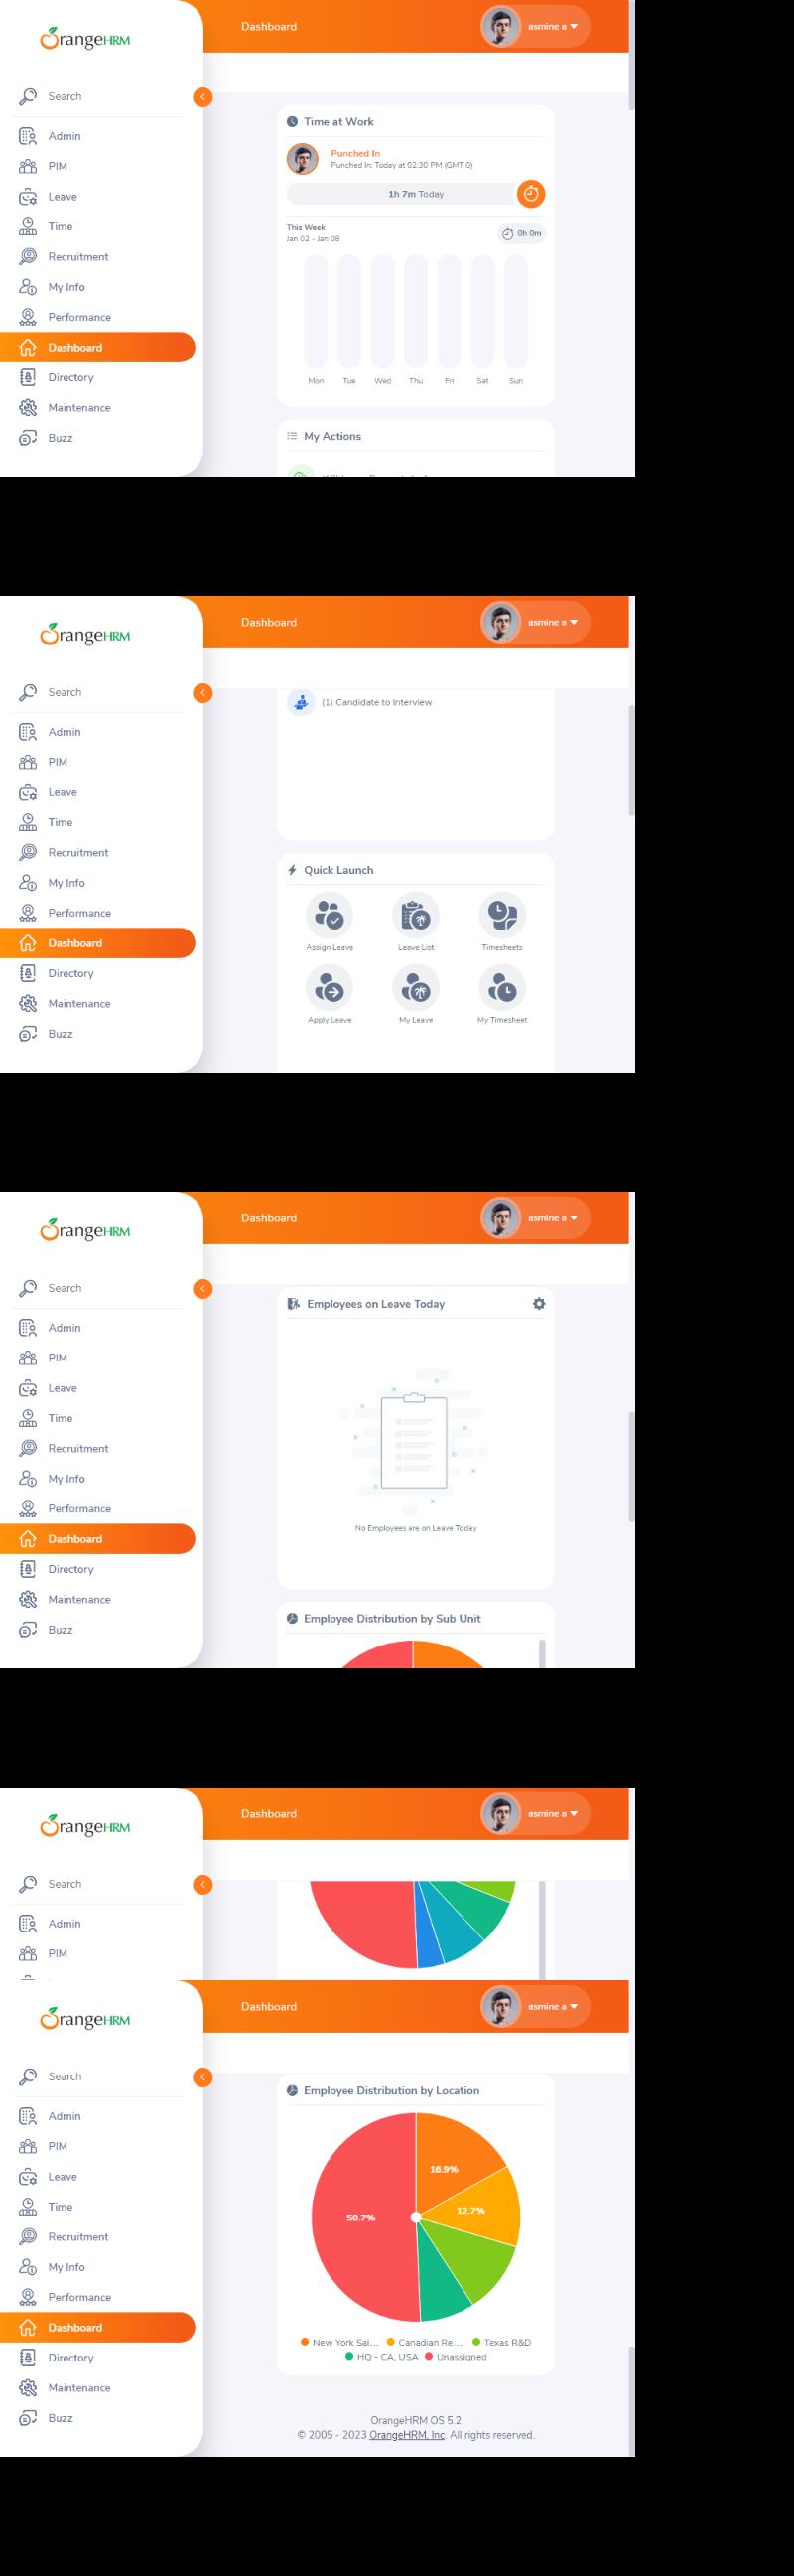 OrangeHRM
Dashboard
asmine a
Search
Admin
PIM
Leave
Time
Recruitment
My Info
Performance
Dashboard
Directory
Maintenance
Buzz
Time at Work
Punched In
Punched In: Today at 02:30 PM (GMT 0)
1h 7m Today
This Week
Jan 02 - Jan 08
0h 0m
Mon Tue Wed Thu Fri Sat Sun
My Actions
OrangeHRM
Dashboard
asmine a
Search
Admin
PIM
Leave
Time
Recruitment
My Info
Performance
Dashboard
Directory
Maintenance
Buzz
(1) Candidate to Interview
Quick Launch
Assign Leave Leave List Timesheets
Apply Leave My Leave My Timesheet
OrangeHRM
Dashboard
asmine a
Search
Admin
PIM
Leave
Time
Recruitment
My Info
Performance
Dashboard
Directory
Maintenance
Buzz
Employees on Leave Today
No Employees are on Leave Today
Employee Distribution by Sub Unit
OrangeHRM
Dashboard
asmine a
Search
Admin
PIM
OrangeHRM
Dashboard
asmine a
Search
Admin
PIM
Leave
Time
Recruitment
My Info
Performance
Dashboard
Directory
Maintenance
Buzz
Employee Distribution by Location
16.9%
12.7%
50.7%
New York Sal... Canadian Re... Texas R&D
HQ - CA, USA Unassigned
OrangeHRM OS 5.2
© 2005 - 2023 OrangeHRM, Inc. All rights reserved.